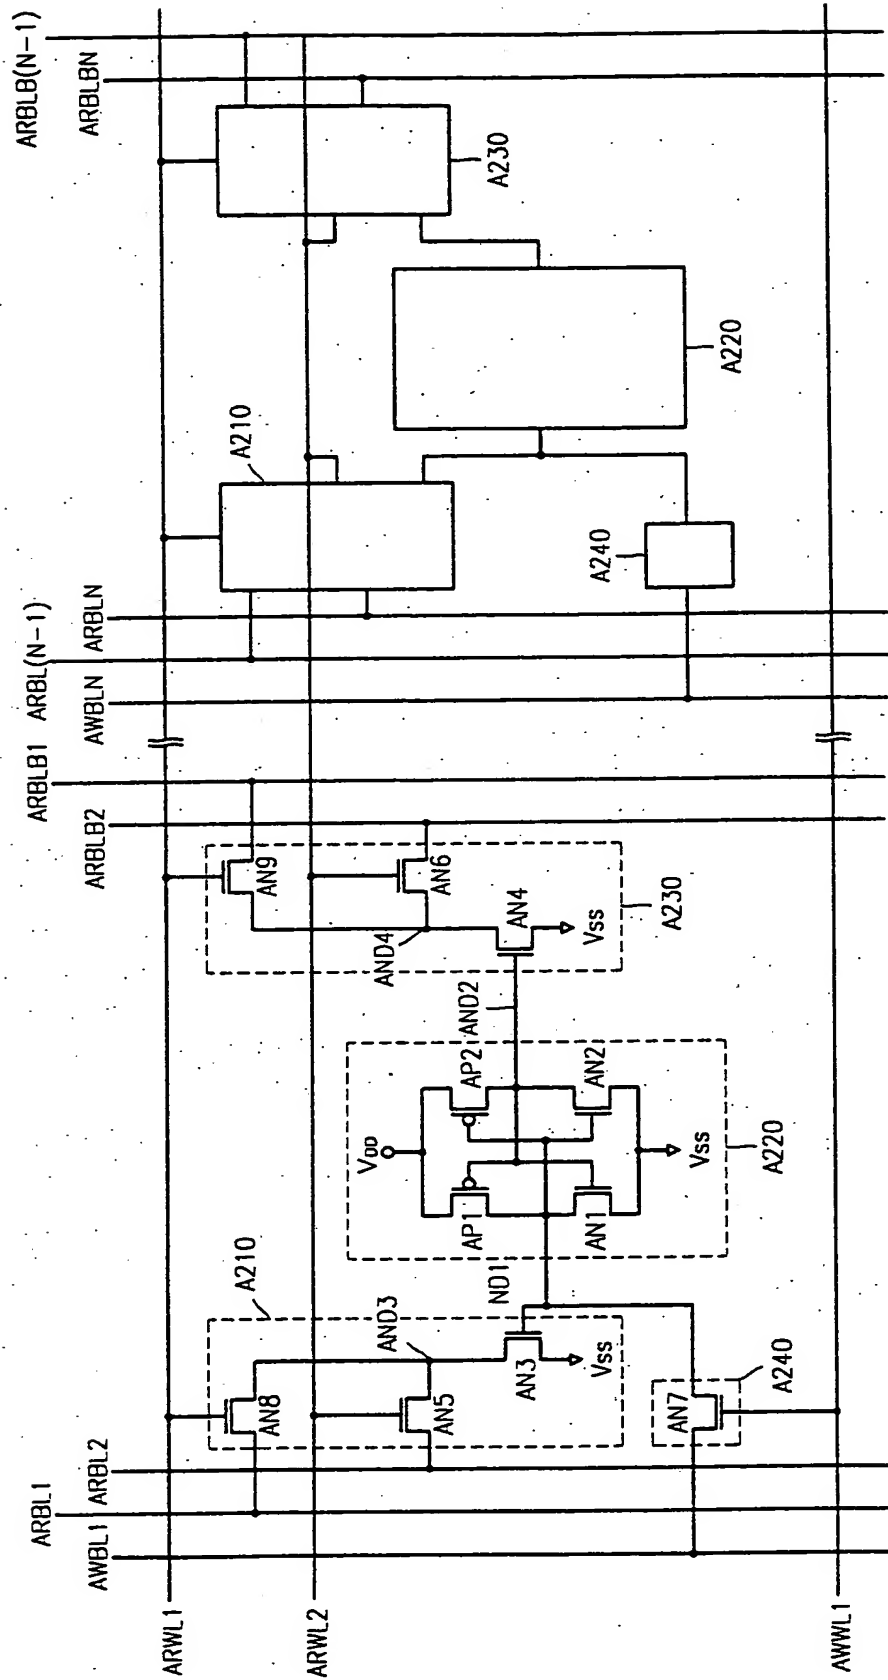 ARWL1
ARWL2
AWWL1
AWBL1
ARBL1
ARBL2
AN8
AN5
AND3
AN3
Vss
A210
AN7
A240
ND1
VDD
AP1
AP2
AN1
AN2
Vss
A220
AND2
AND4
AN9
AN6
AN4
Vss
A230
ARBLB2
ARBLB1
AWBLN
ARBL(N-1)
ARBLN
A210
A240
A220
A230
ARBLBN
ARBLB(N-1)